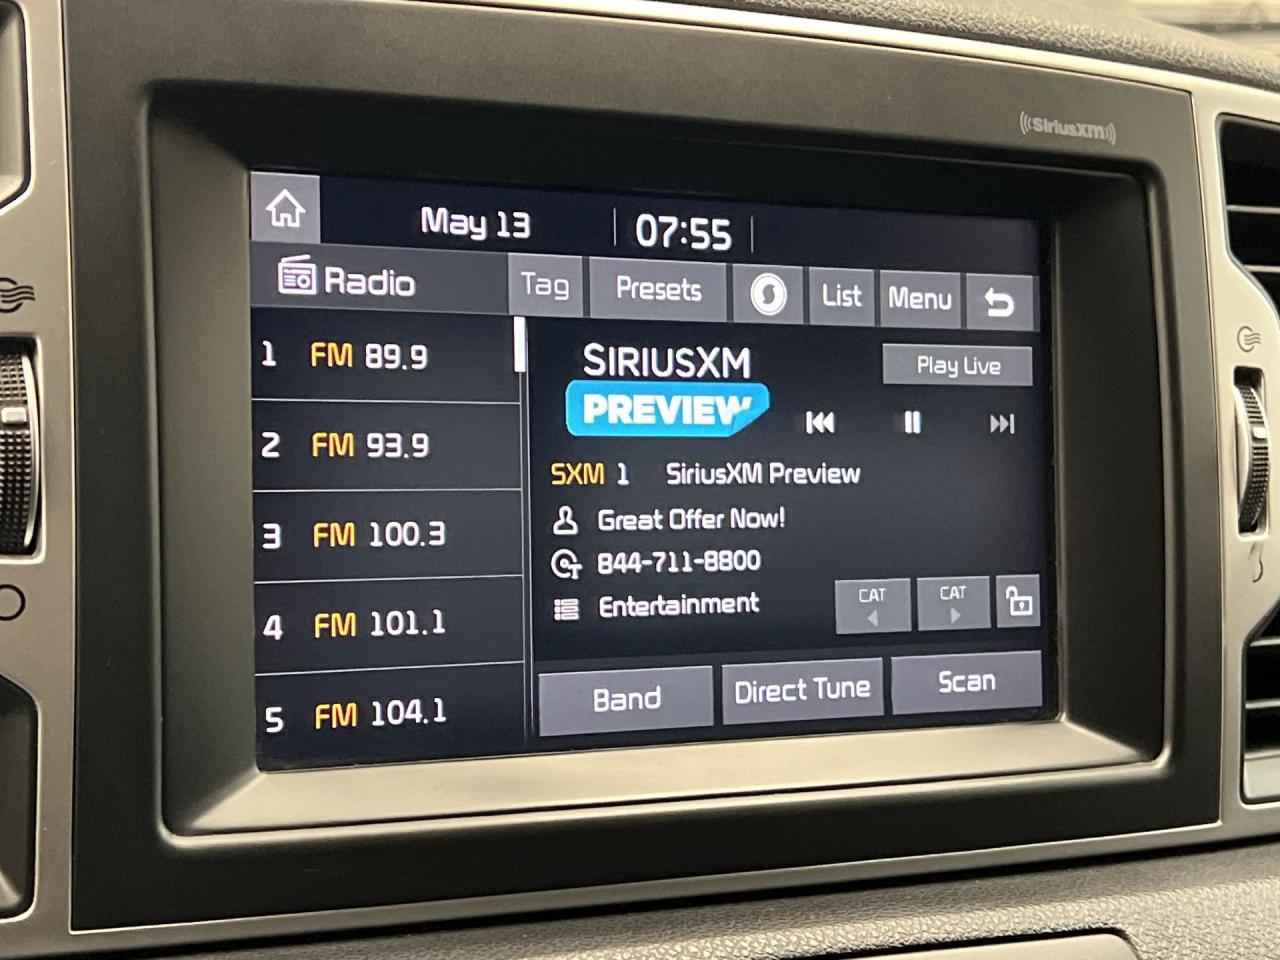 SiriusXM
May 13
07:55
Radio
Tag
Presets
List
Menu
1 FM 89.9
2 FM 93.9
3 FM 100.3
4 FM 101.1
5 FM 104.1
SIRIUSXM
PREVIEW
Play Live
SXM 1 SiriusXM Preview
Great Offer Now!
844-711-8800
Entertainment
CAT
CAT
Band
Direct Tune
Scan